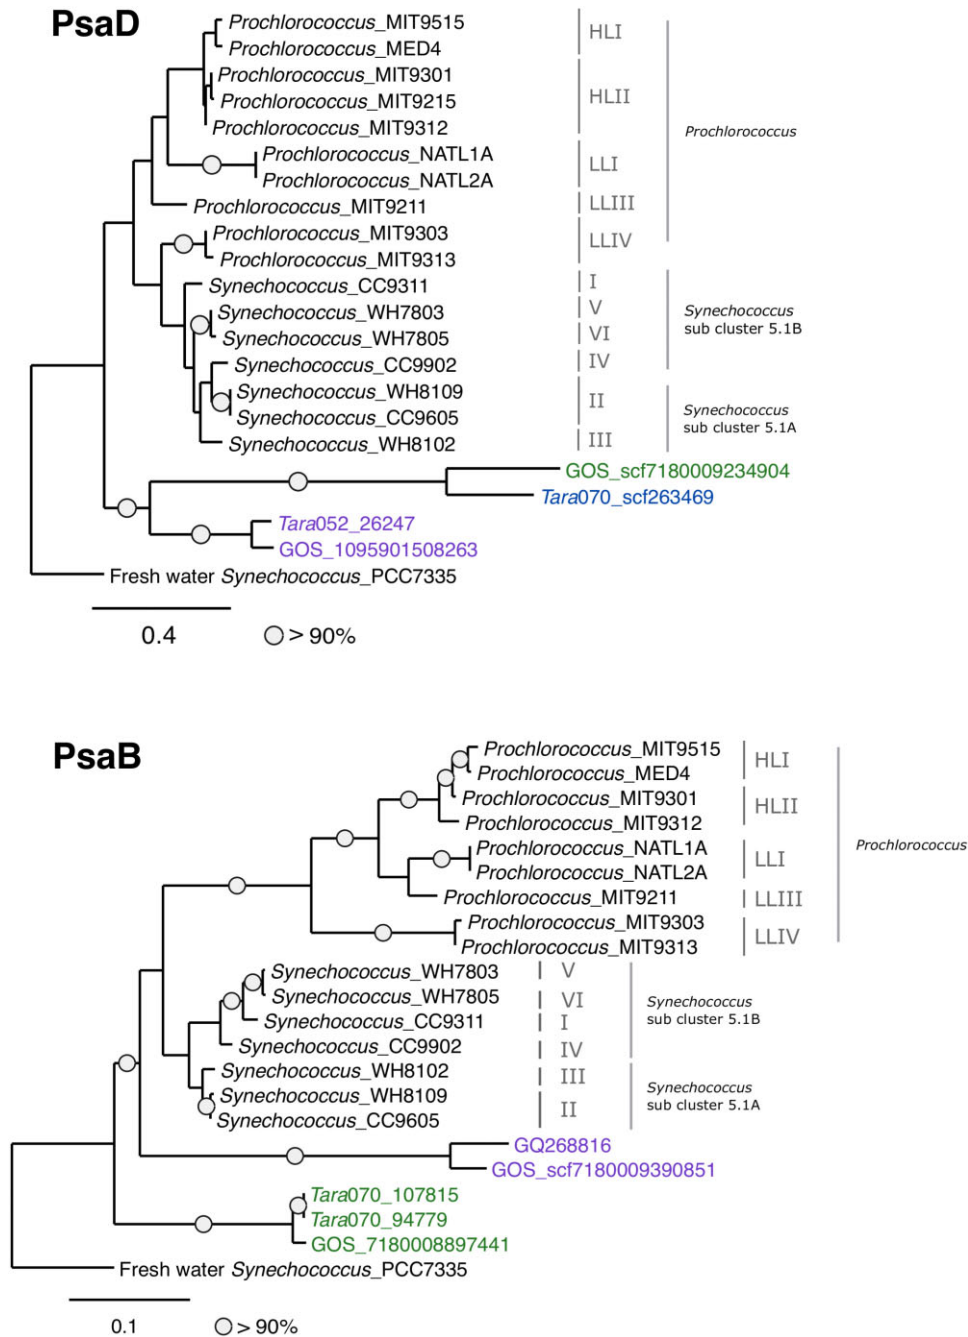 PsaD
Prochlorococcus_MIT9515
HLI
Prochlorococcus_MED4
Prochlorococcus_MIT9301
Prochlorococcus_MIT9215
HLII
Prochlorococcus_MIT9312
Prochlorococcus
Prochlorococcus_NATL1A
LLI
Prochlorococcus_NATL2A
Prochlorococcus_MIT9211
LLIII
Prochlorococcus_MIT9303
LLIV
Prochlorococcus_MIT9313
Synechococcus_CC9311
I
Synechococcus_WH7803
V
Synechococcus
sub cluster 5.1B
Synechococcus_WH7805
VI
Synechococcus_CC9902
IV
Synechococcus_WH8109
II
Synechococcus
sub cluster 5.1A
Synechococcus_CC9605
Synechococcus_WH8102
III
GOS_scf7180009234904
Tara070_scf263469
Tara052_26247
GOS_1095901508263
Fresh water Synechococcus_PCC7335
0.4
> 90%
PsaB
Prochlorococcus_MIT9515
HLI
Prochlorococcus_MED4
Prochlorococcus_MIT9301
HLII
Prochlorococcus_MIT9312
Prochlorococcus_NATL1A
Prochlorococcus
LLI
Prochlorococcus_NATL2A
Prochlorococcus_MIT9211
LLIII
Prochlorococcus_MIT9303
LLIV
Prochlorococcus_MIT9313
Synechococcus_WH7803
V
Synechococcus_WH7805
VI
Synechococcus
sub cluster 5.1B
Synechococcus_CC9311
I
Synechococcus_CC9902
IV
Synechococcus_WH8102
III
Synechococcus
sub cluster 5.1A
Synechococcus_WH8109
II
Synechococcus_CC9605
GQ268816
GOS_scf7180009390851
Tara070_107815
Tara070_94779
GOS_7180008897441
Fresh water Synechococcus_PCC7335
0.1
> 90%